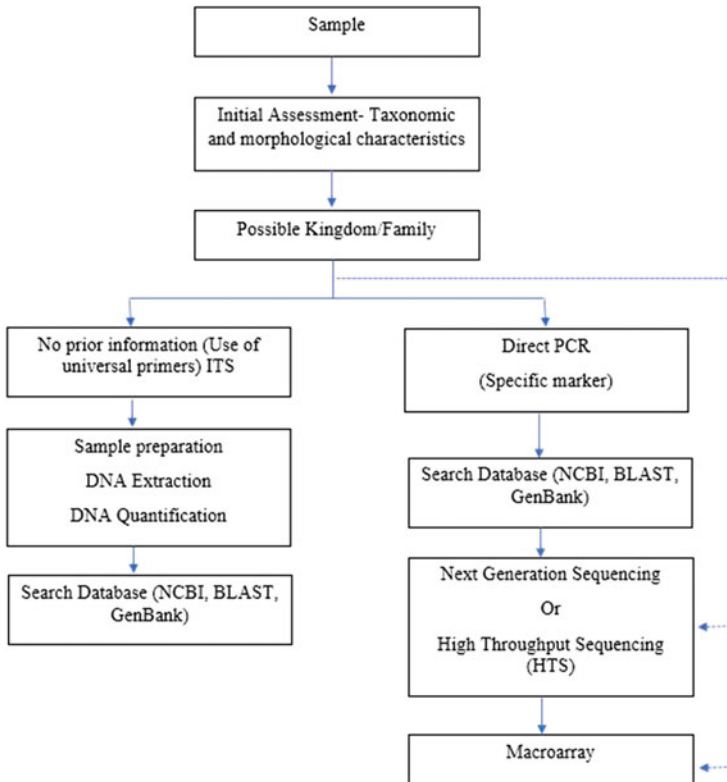 Sample
Initial Assessment- Taxonomic
and morphological characteristics
Possible Kingdom/Family
No prior information (Use of
universal primers) ITS
Sample preparation
DNA Extraction
DNA Quantification
Search Database (NCBI, BLAST,
GenBank)
Direct PCR
(Specific marker)
Search Database (NCBI, BLAST,
GenBank)
Next Generation Sequencing
Or
High Throughput Sequencing
(HTS)
Macroarray